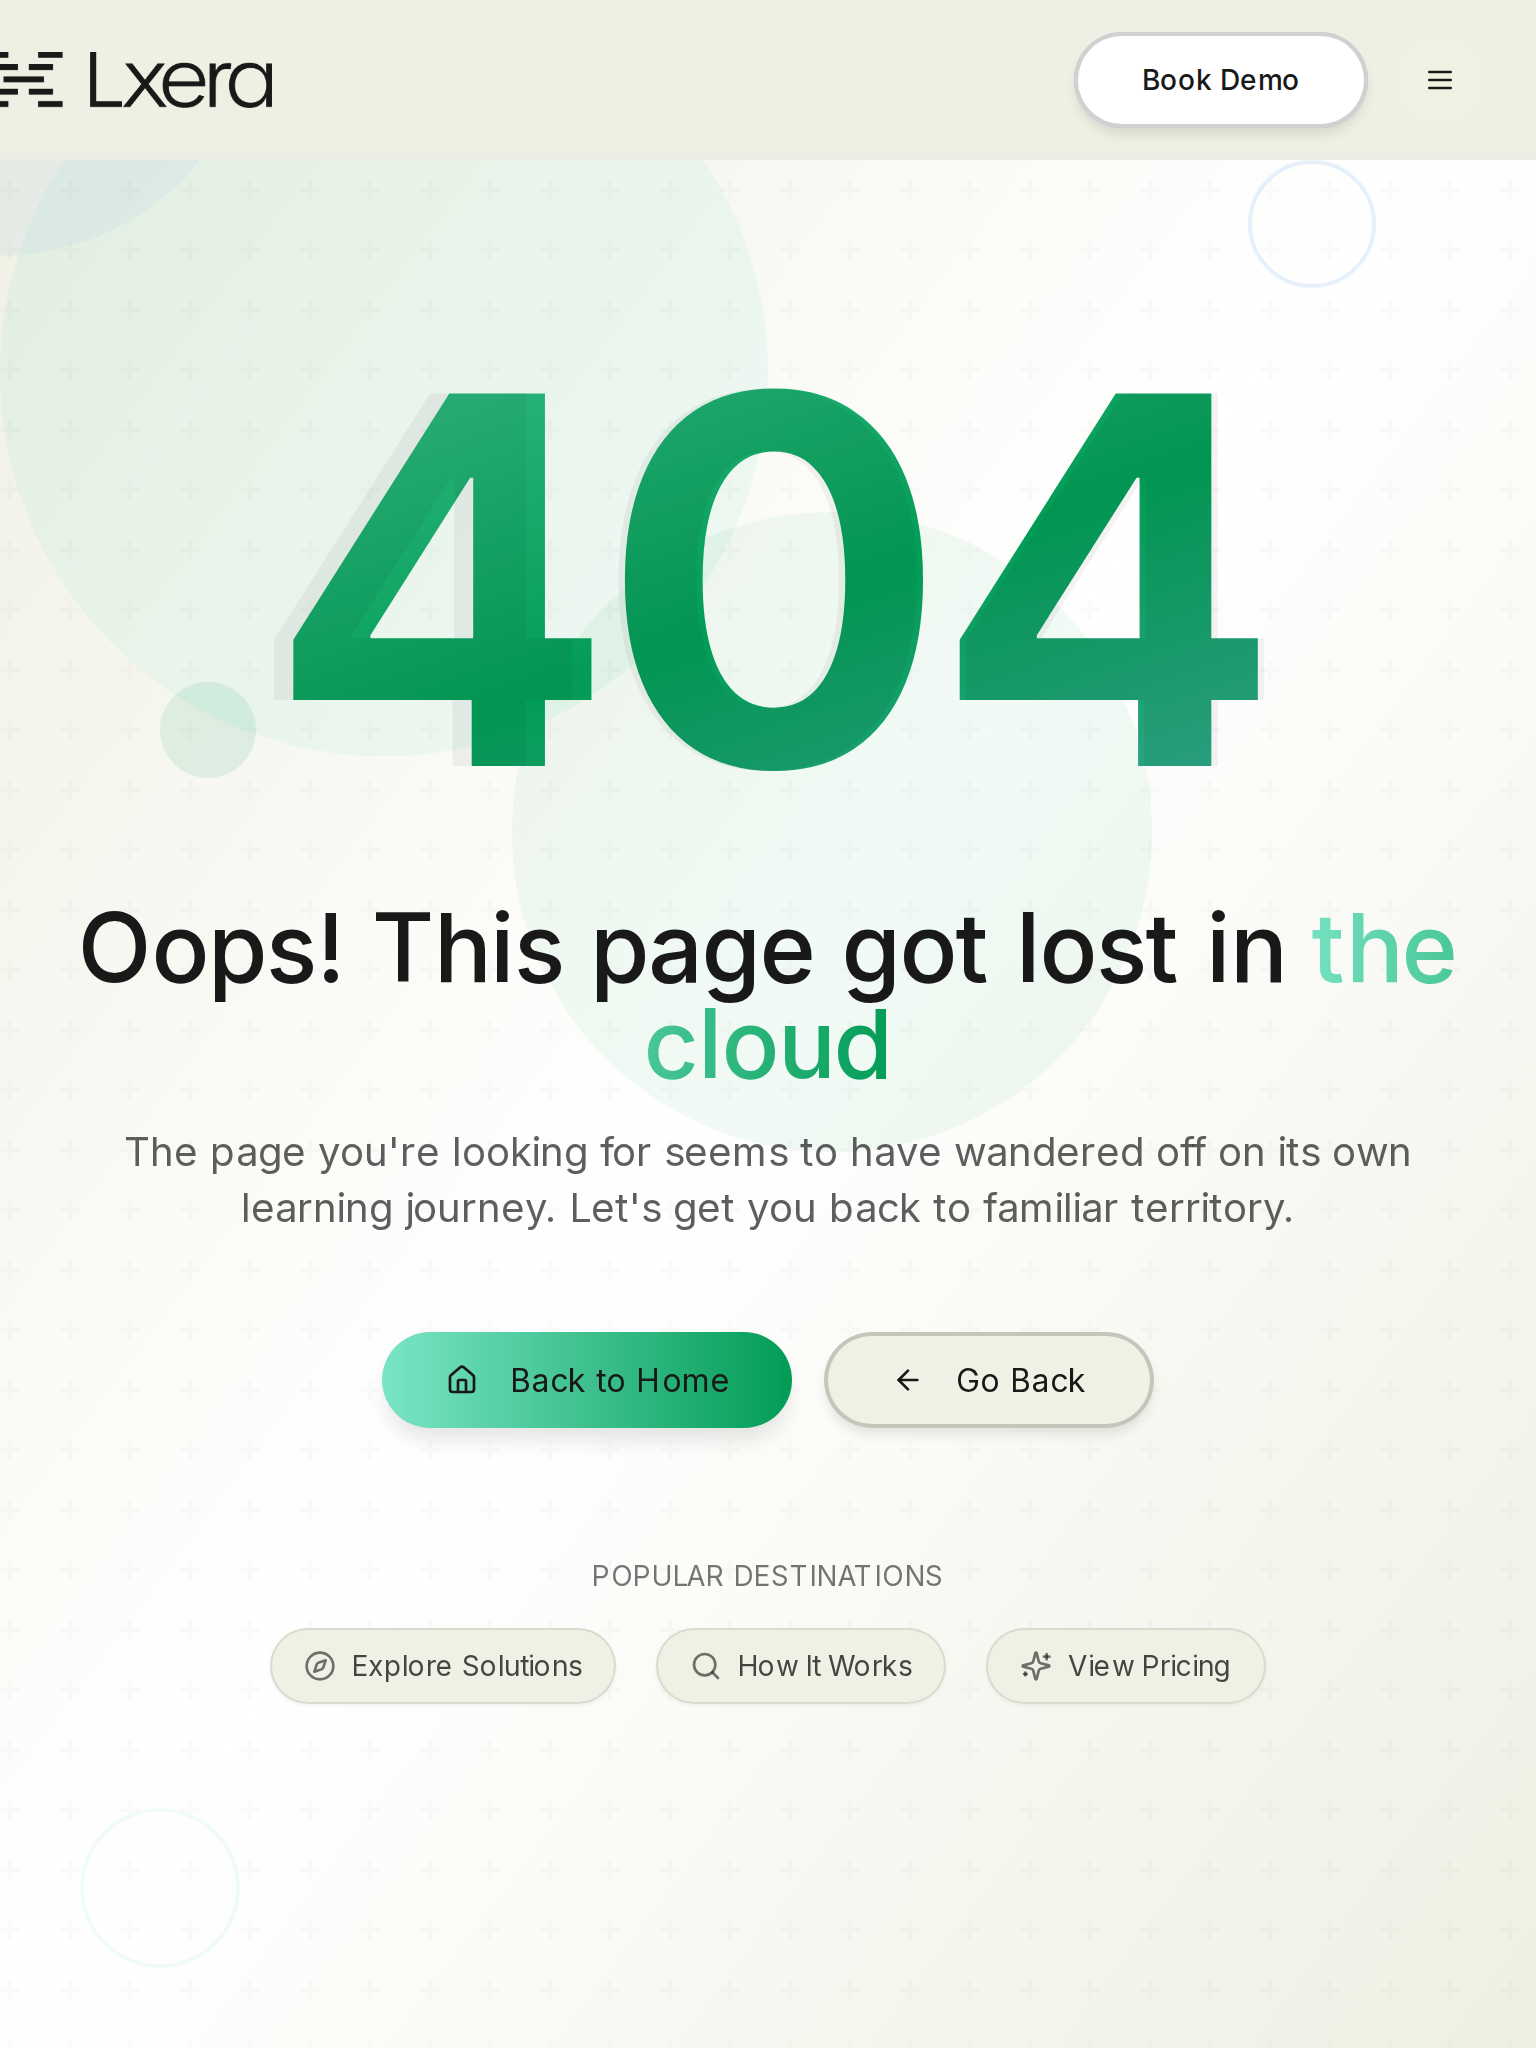 Lxera
Book Demo
404
Oops! This page got lost in the
cloud
The page you're looking for seems to have wandered off on its own
learning journey. Let's get you back to familiar territory.
Back to Home
Go Back
POPULAR DESTINATIONS
Explore Solutions
How It Works
View Pricing